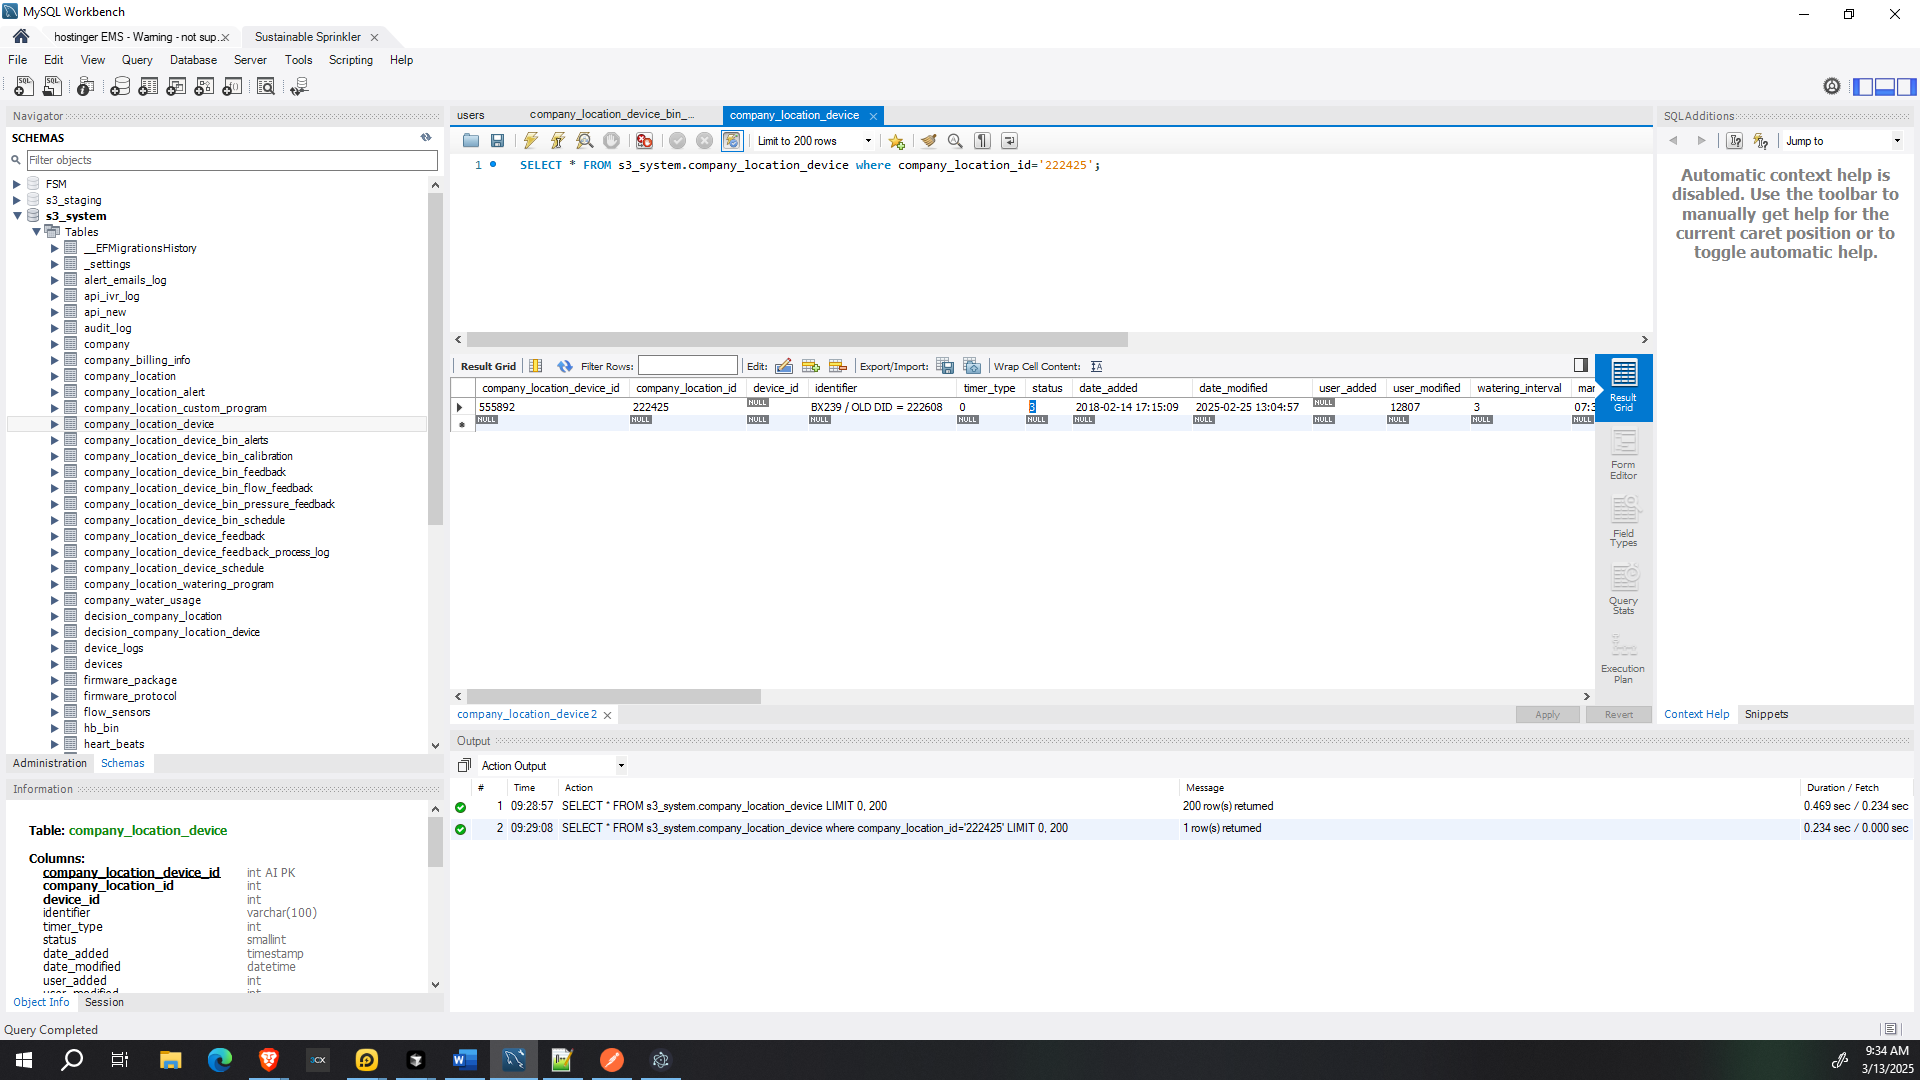 MySQL Workbench
hostinger EMS - Warning - not sup...
Sustainable Sprinkler
File Edit View Query Database Server Tools Scripting Help
Navigator
SCHEMAS
Filter objects
FSM
s3_staging
s3_system
Tables
__EFMigrationsHistory
_settings
alert_emails_log
api_ivr_log
api_new
audit_log
company
company_billing_info
company_location
company_location_alert
company_location_custom_program
company_location_device
company_location_device_bin_alerts
company_location_device_bin_calibration
company_location_device_bin_feedback
company_location_device_bin_flow_feedback
company_location_device_bin_pressure_feedback
company_location_device_bin_schedule
company_location_device_feedback
company_location_device_feedback_process_log
company_location_device_schedule
company_location_watering_program
company_water_usage
decision_company_location
decision_company_location_device
device_logs
devices
firmware_package
firmware_protocol
flow_sensors
hb_bin
heart_beats
Administration Schemas
Information
Table: company_location_device
Columns:
company_location_device_id int AI PK
company_location_id int
device_id int
identifier varchar(100)
timer_type int
status smallint
date_added timestamp
date_modified datetime
user_added int
user_modified int
Object Info Session
Query Completed
users company_location_device_bin_... company_location_device
Limit to 200 rows
1 SELECT * FROM s3_system.company_location_device where company_location_id='222425';
Result Grid Filter Rows: Edit: Export/Import: Wrap Cell Content:
company_location_device_id company_location_id device_id identifier timer_type status date_added date_modified user_added user_modified watering_interval mar
555892 222425 NULL BX239 / OLD DID = 222608 0 3 2018-02-14 17:15:09 2025-02-25 13:04:57 NULL 12807 3 07:3
NULL NULL NULL NULL NULL NULL NULL NULL NULL NULL NULL NULL
Result Grid
Form Editor
Field Types
Query Stats
Execution Plan
company_location_device 2
Apply Revert
SQLAdditions
Jump to
Automatic context help is
disabled. Use the toolbar to
manually get help for the
current caret position or to
toggle automatic help.
Context Help Snippets
Output
Action Output
# Time Action Message Duration / Fetch
1 09:28:57 SELECT * FROM s3_system.company_location_device LIMIT 0, 200 200 row(s) returned 0.469 sec / 0.234 sec
2 09:29:08 SELECT * FROM s3_system.company_location_device where company_location_id='222425' LIMIT 0, 200 1 row(s) returned 0.234 sec / 0.000 sec
9:34 AM
3/13/2025